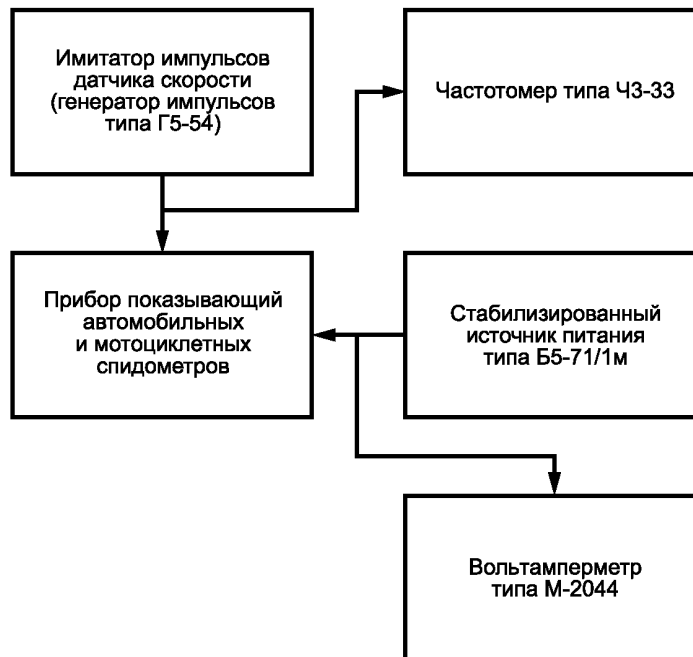 Имитатор импульсов
датчика скорости
(генератор импульсов
типа Г5-54)
Частотомер типа Ч3-33
Прибор показывающий
автомобильных
и мотоциклетных
спидометров
Стабилизированный
источник питания
типа Б5-71/1м
Вольтамперметр
типа М-2044